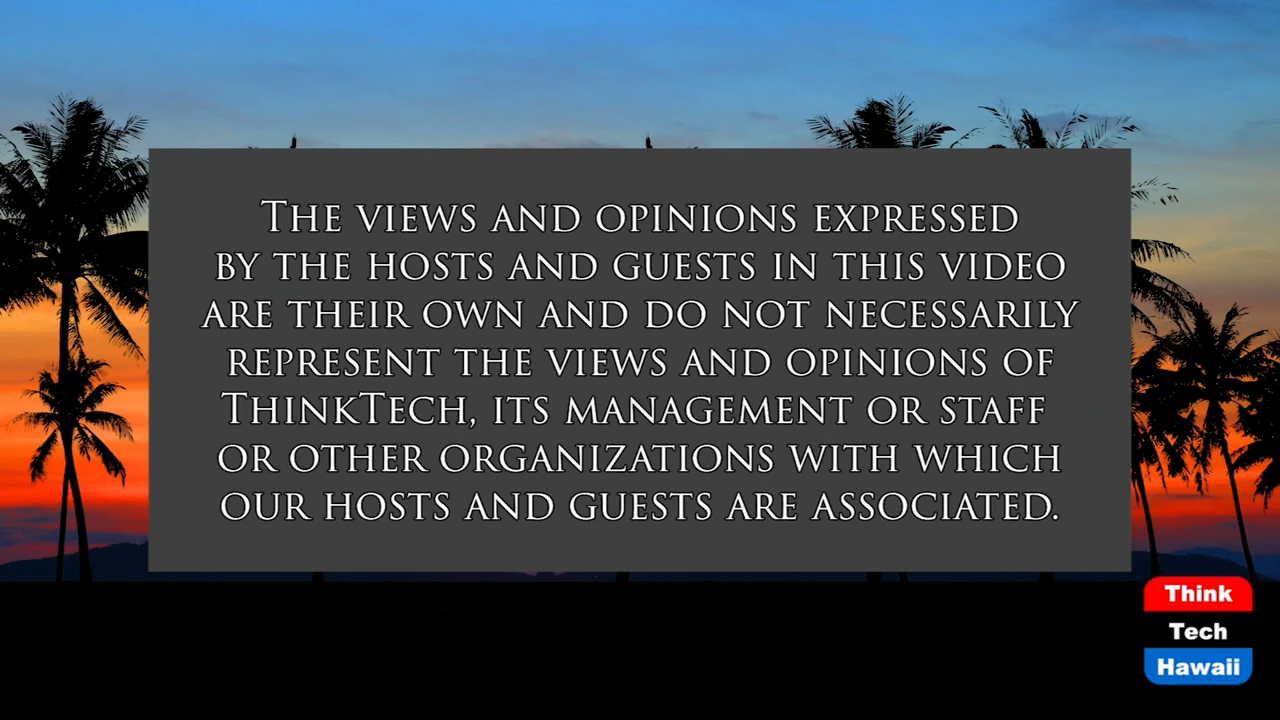 The views and opinions expressed
by the hosts and guests in this video
are their own and do not necessarily
represent the views and opinions of
ThinkTech, its management or staff
or other organizations with which
our hosts and guests are associated.
Think
Tech
Hawaii